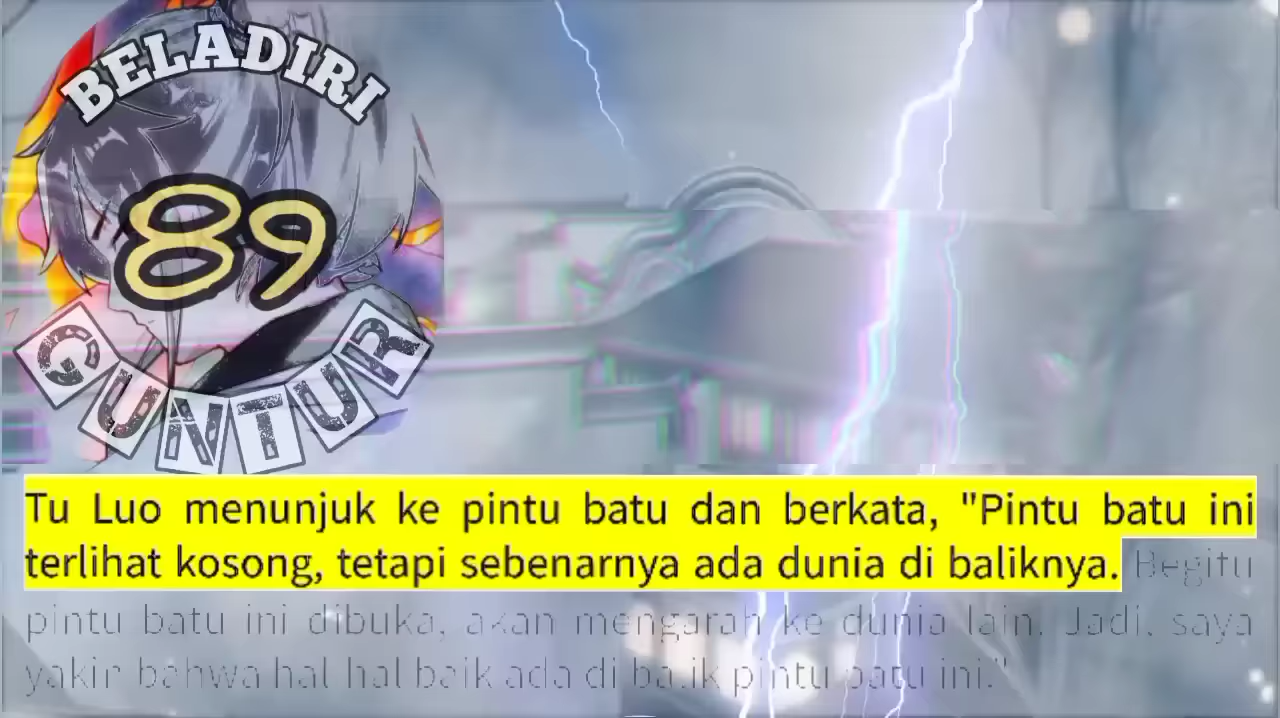 BELADIRI
89
GUNTUR
Tu Luo menunjuk ke pintu batu dan berkata, "Pintu batu ini
terlihat kosong, tetapi sebenarnya ada dunia di baliknya. Begitu
pintu batu ini dibuka, akan mengarah ke dunia lain. Jadi, saya
yakin bahwa hal hal baik ada di balik pintu batu ini."